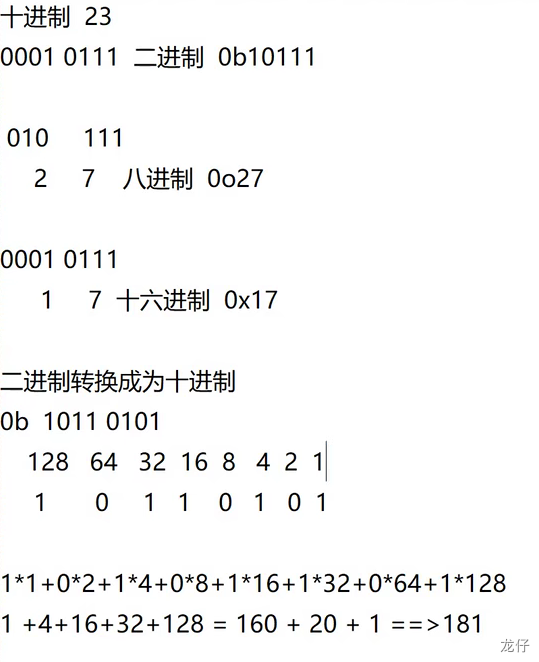 十进制 23
0001 0111 二进制 0b10111
010 111
2 7 八进制 0o27
0001 0111
1 7 十六进制 0x17
二进制转换成为十进制
0b 1011 0101
128 64 32 16 8 4 2 1
1 0 1 1 0 1 0 1
1*1+0*2+1*4+0*8+1*16+1*32+0*64+1*128
1 +4+16+32+128 = 160 + 20 + 1 ==>181
龙仔